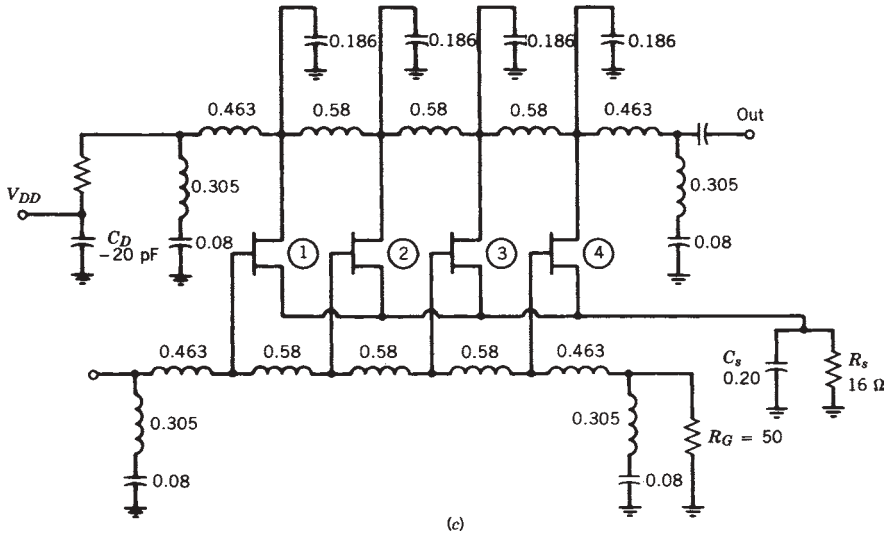 0.186 0.186 0.186 0.186
0.463 0.58 0.58 0.58 0.463 Out
V_DD 0.305 0.305
C_D
–20 pF 0.08 1 2 3 4 0.08
0.463 0.58 0.58 0.58 0.463 C_s R_s
0.20 16 Ω
0.305 0.305 R_G = 50
0.08 0.08
(c)